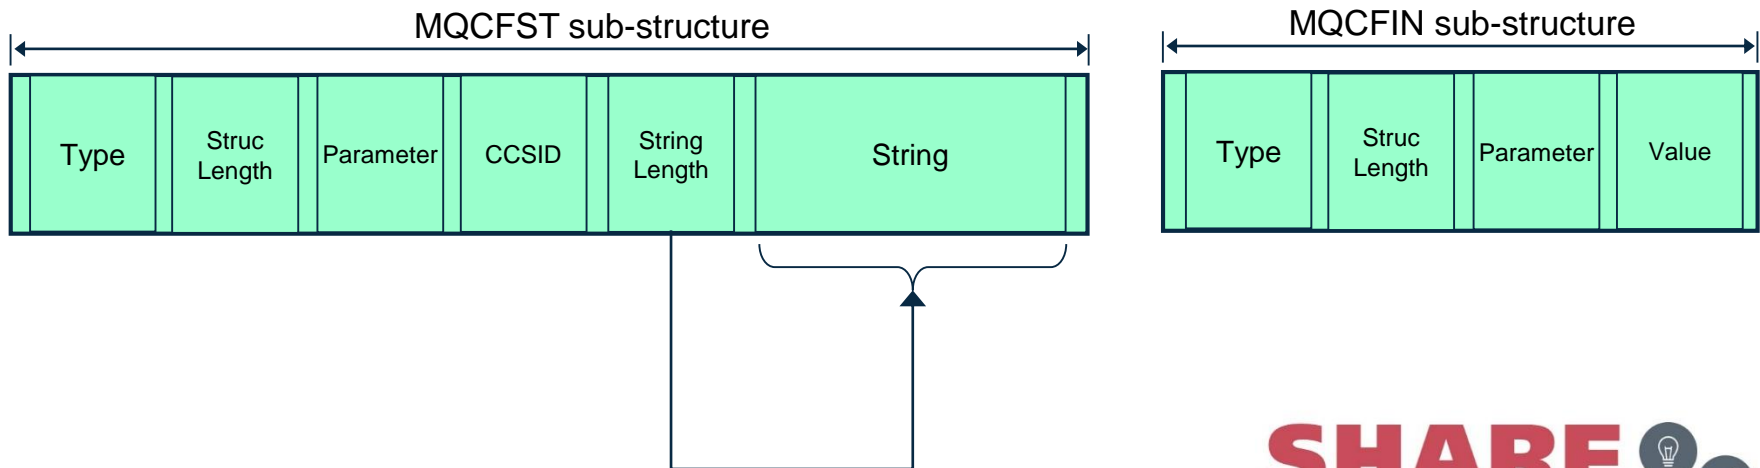 MQCFST sub-structure
Type
Struc
Length
Parameter
CCSID
String
Length
String
MQCFIN sub-structure
Type
Struc
Length
Parameter
Value
SHARE